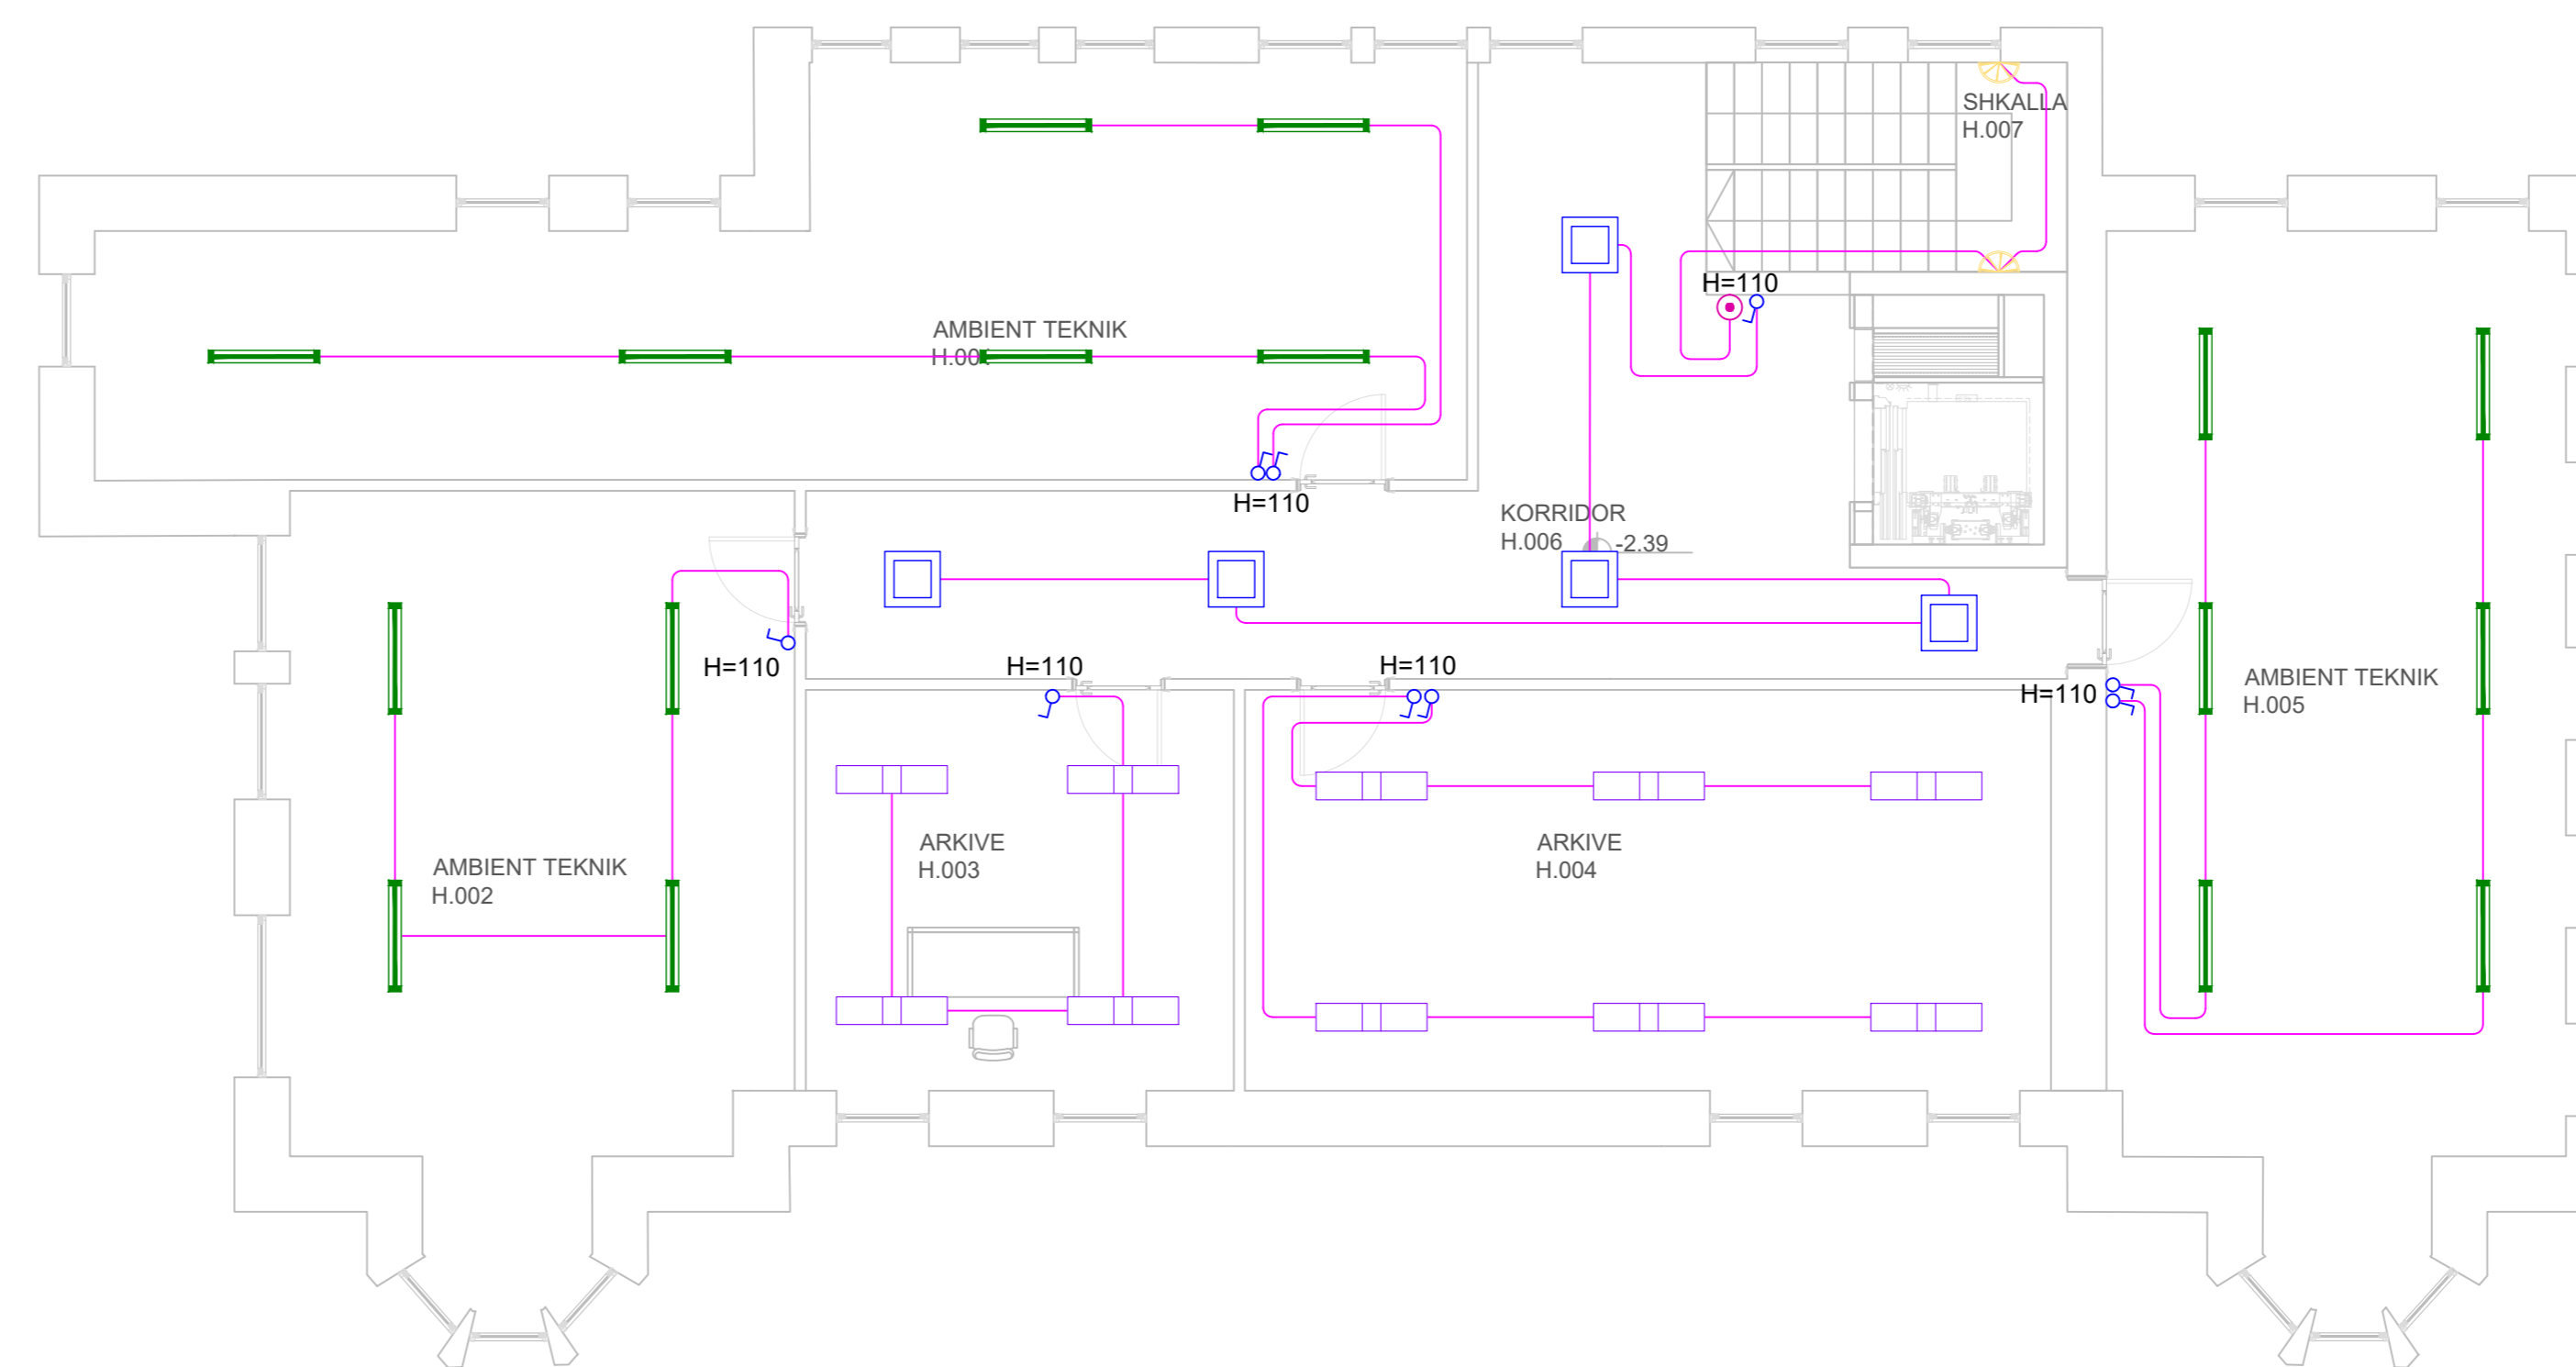 SHKALLA
H.007
H=110
AMBIENT TEKNIK
H.001
H=110
KORRIDOR
H.006
-2.39
H=110
H=110
H=110
H=110
AMBIENT TEKNIK
H.005
AMBIENT TEKNIK
H.002
ARKIVE
H.003
ARKIVE
H.004